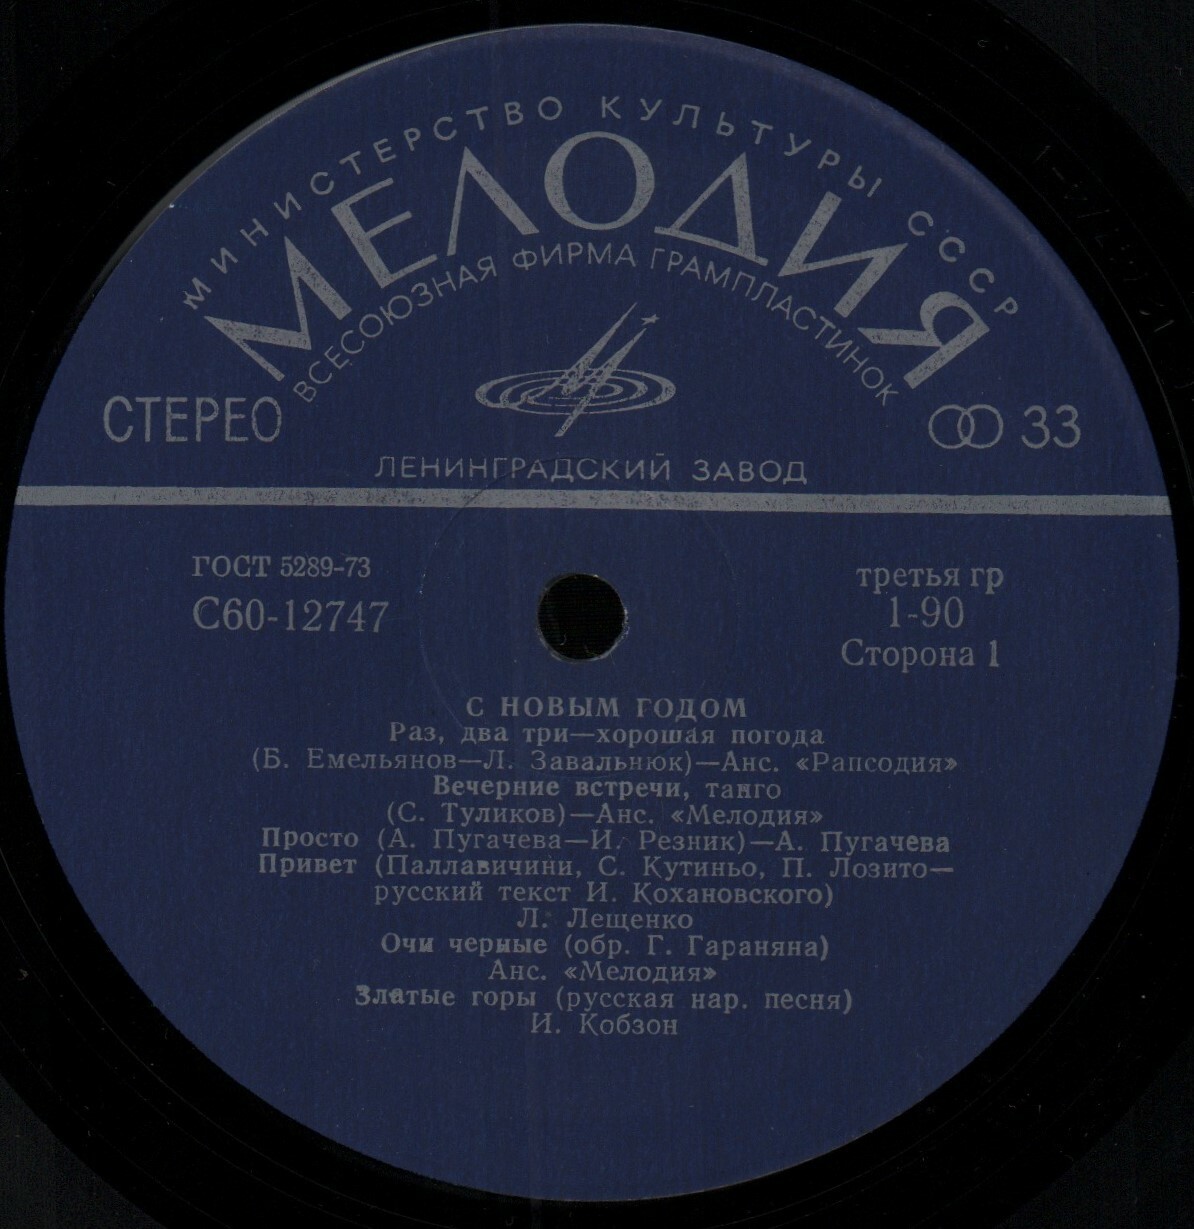 МИНИСТЕРСТВО КУЛЬТУРЫ СССР
МЕЛОДИЯ
ВСЕСОЮЗНАЯ ФИРМА ГРАМПЛАСТИНОК
СТЕРЕО
33
ЛЕНИНГРАДСКИЙ ЗАВОД
ГОСТ 5289-73
третья гр
С60-12747
1-90
Сторона 1
С НОВЫМ ГОДОМ
Раз, два три—хорошая погода
(Б. Емельянов—Л. Завальнюк)—Анс. «Рапсодия»
Вечерние встречи, танго
(С. Туликов)—Анс. «Мелодия»
Просто (А. Пугачева—И. Резник)—А. Пугачева
Привет (Паллавичини, С. Кутиньо, П. Лозито—
русский текст И. Кохановского)
Л. Лещенко
Очи черные (обр. Г. Гараняна)
Анс. «Мелодия»
Златые горы (русская нар. песня)
И. Кобзон